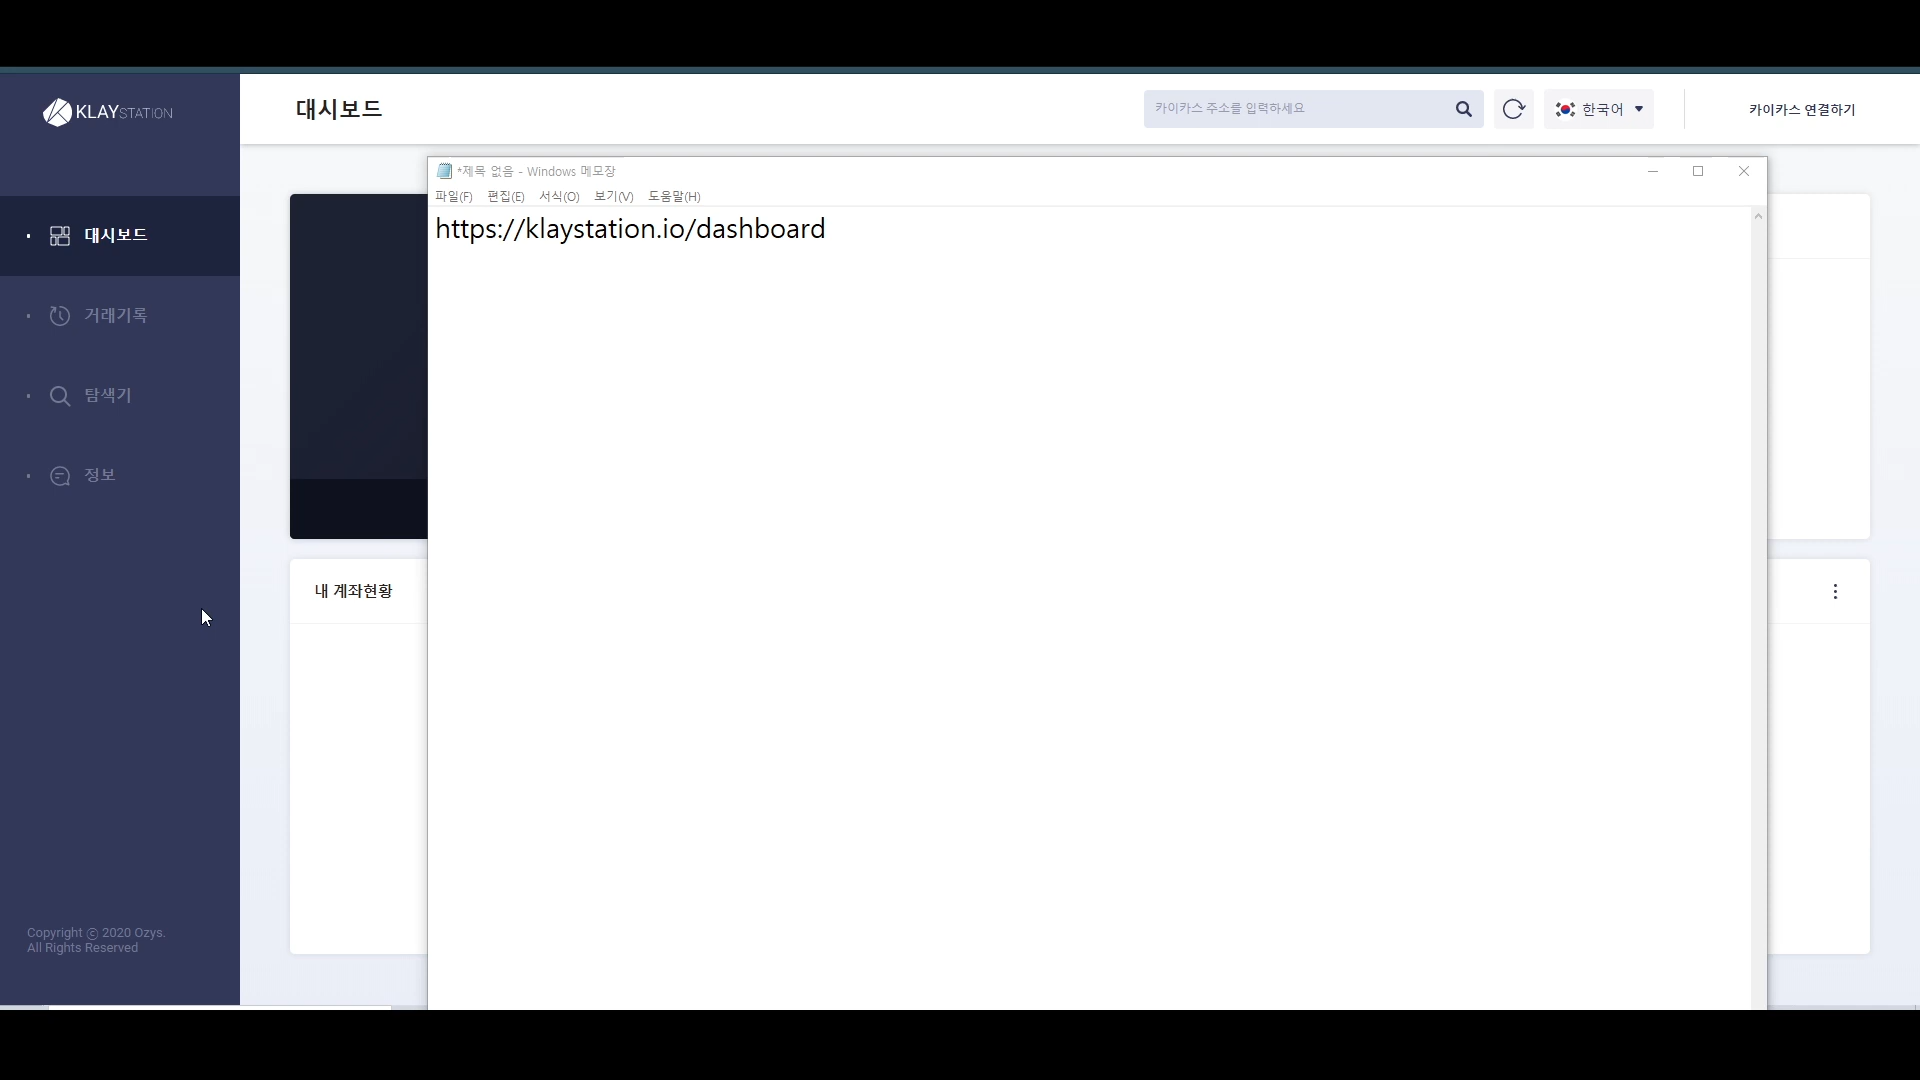 KLAYSTATION
대시보드
카이카스 주소를 입력하세요
한국어
카이카스 연결하기
*제목 없음 - Windows 메모장
파일(F) 편집(E) 서식(O) 보기(V) 도움말(H)
https://klaystation.io/dashboard
대시보드
거래기록
탐색기
정보
내 계좌현황
Copyright ⓒ 2020 Ozys.
All Rights Reserved